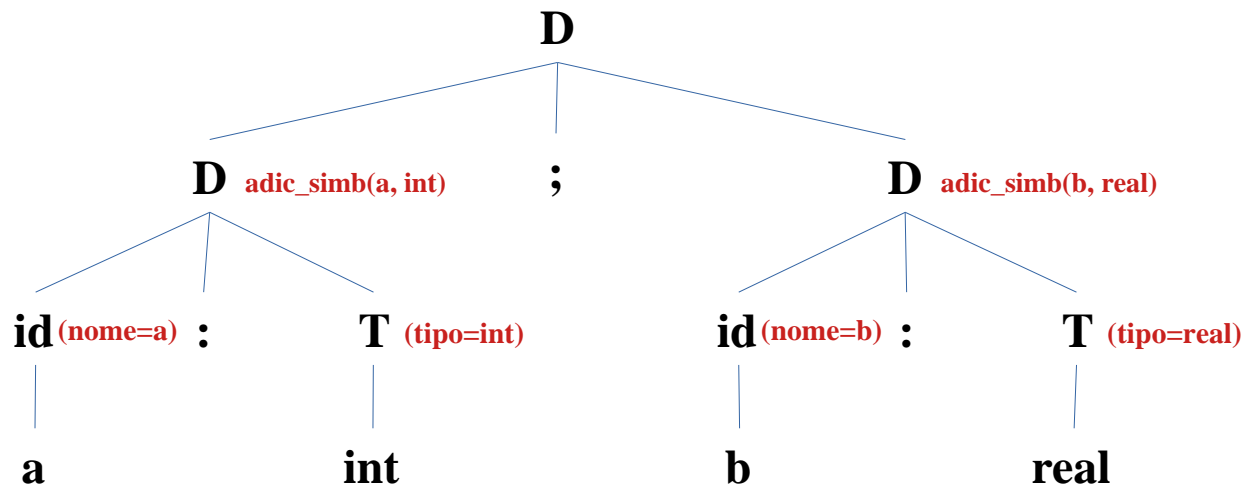 D
D adic_simb(a, int) ; D adic_simb(b, real)
id (nome=a) : T (tipo=int) id (nome=b) : T (tipo=real)
a int b real